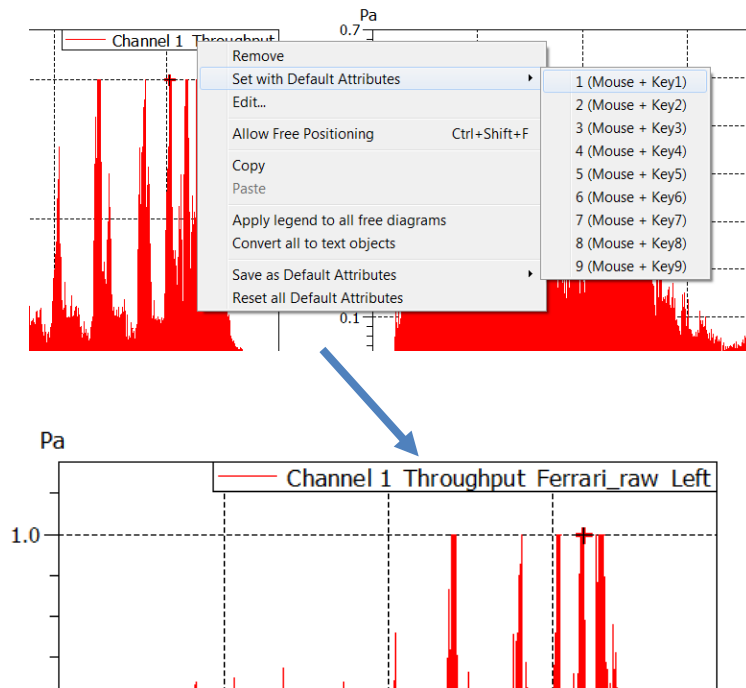 Pa
0.7
Channel 1 Throughput
Remove
Set with Default Attributes
Edit...
Allow Free Positioning Ctrl+Shift+F
Copy
Paste
Apply legend to all free diagrams
Convert all to text objects
Save as Default Attributes
Reset all Default Attributes
1 (Mouse + Key1)
2 (Mouse + Key2)
3 (Mouse + Key3)
4 (Mouse + Key4)
5 (Mouse + Key5)
6 (Mouse + Key6)
7 (Mouse + Key7)
8 (Mouse + Key8)
9 (Mouse + Key9)
0.1
Pa
Channel 1 Throughput Ferrari_raw Left
1.0